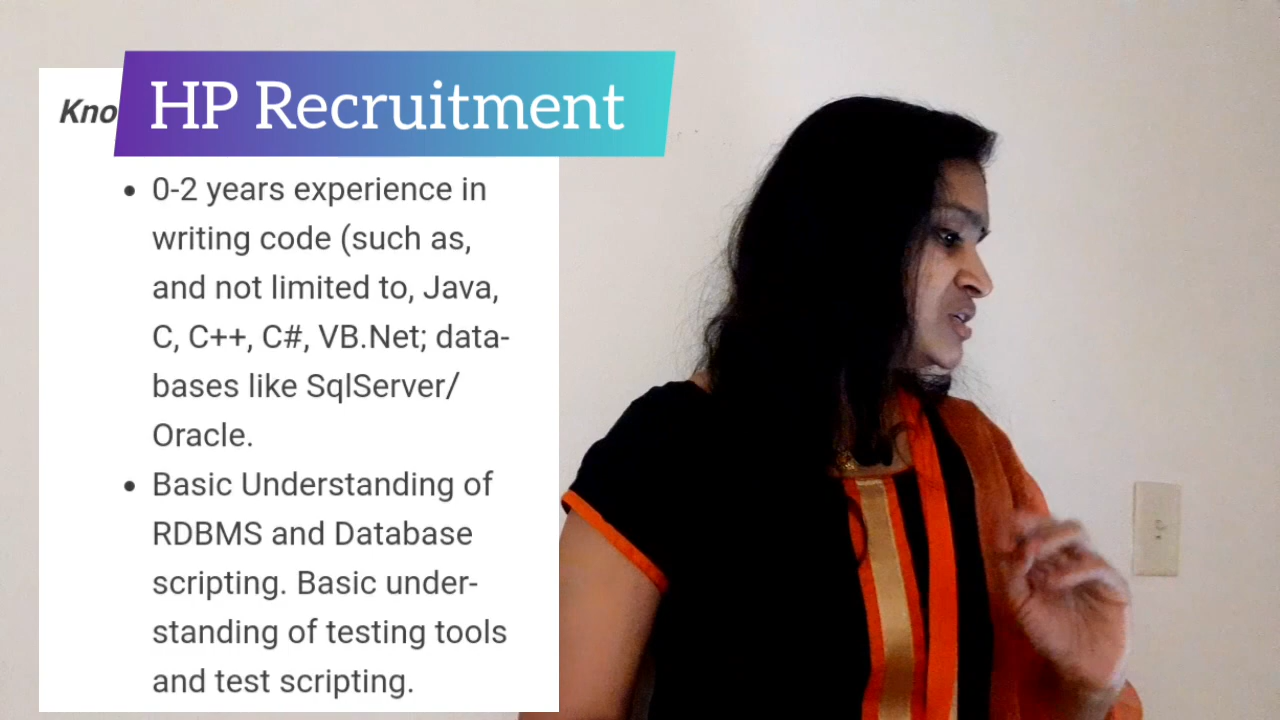 HP Recruitment
Kno
• 0-2 years experience in
writing code (such as,
and not limited to, Java,
C, C++, C#, VB.Net; data-
bases like SqlServer/
Oracle.
• Basic Understanding of
RDBMS and Database
scripting. Basic under-
standing of testing tools
and test scripting.